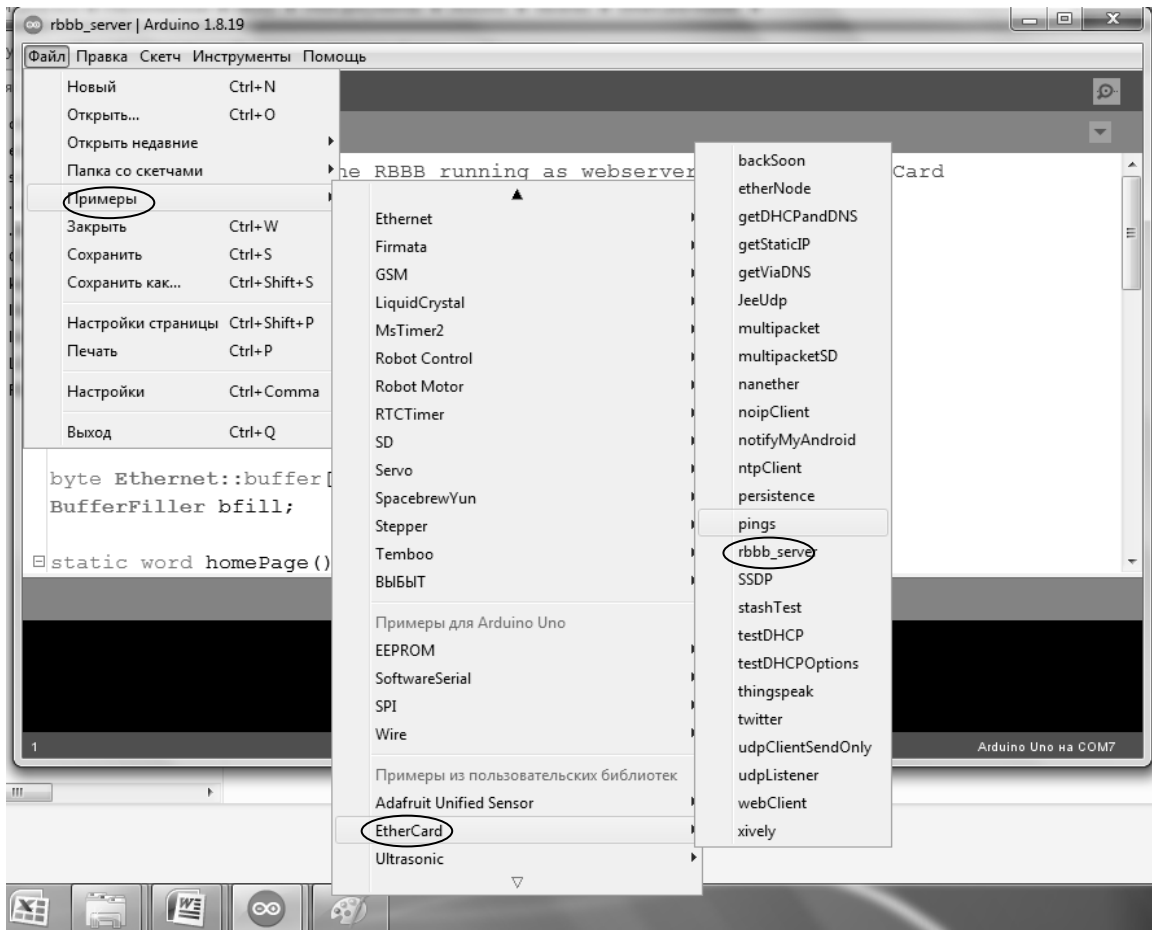 rbbb_server | Arduino 1.8.19
Файл Правка Скетч Инструменты Помощь
Новый Ctrl+N
Открыть... Ctrl+O
Открыть недавние
Папка со скетчами
Примеры
Закрыть Ctrl+W
Сохранить Ctrl+S
Сохранить как... Ctrl+Shift+S
Настройки страницы Ctrl+Shift+P
Печать Ctrl+P
Настройки Ctrl+Comma
Выход Ctrl+Q
he RBBB running as webserver Card
byte Ethernet::buffer[
BufferFiller bfill;
static word homePage()
Ethernet
Firmata
GSM
LiquidCrystal
MsTimer2
Robot Control
Robot Motor
RTCTimer
SD
Servo
SpacebrewYun
Stepper
Temboo
ВЫБЫТ
Примеры для Arduino Uno
EEPROM
SoftwareSerial
SPI
Wire
Примеры из пользовательских библиотек
Adafruit Unified Sensor
EtherCard
Ultrasonic
backSoon
etherNode
getDHCPandDNS
getStaticIP
getViaDNS
JeeUdp
multipacket
multipacketSD
nanether
noipClient
notifyMyAndroid
ntpClient
persistence
pings
rbbb_server
SSDP
stashTest
testDHCP
testDHCPOptions
thingspeak
twitter
udpClientSendOnly
udpListener
webClient
xively
1 Arduino Uno на COM7